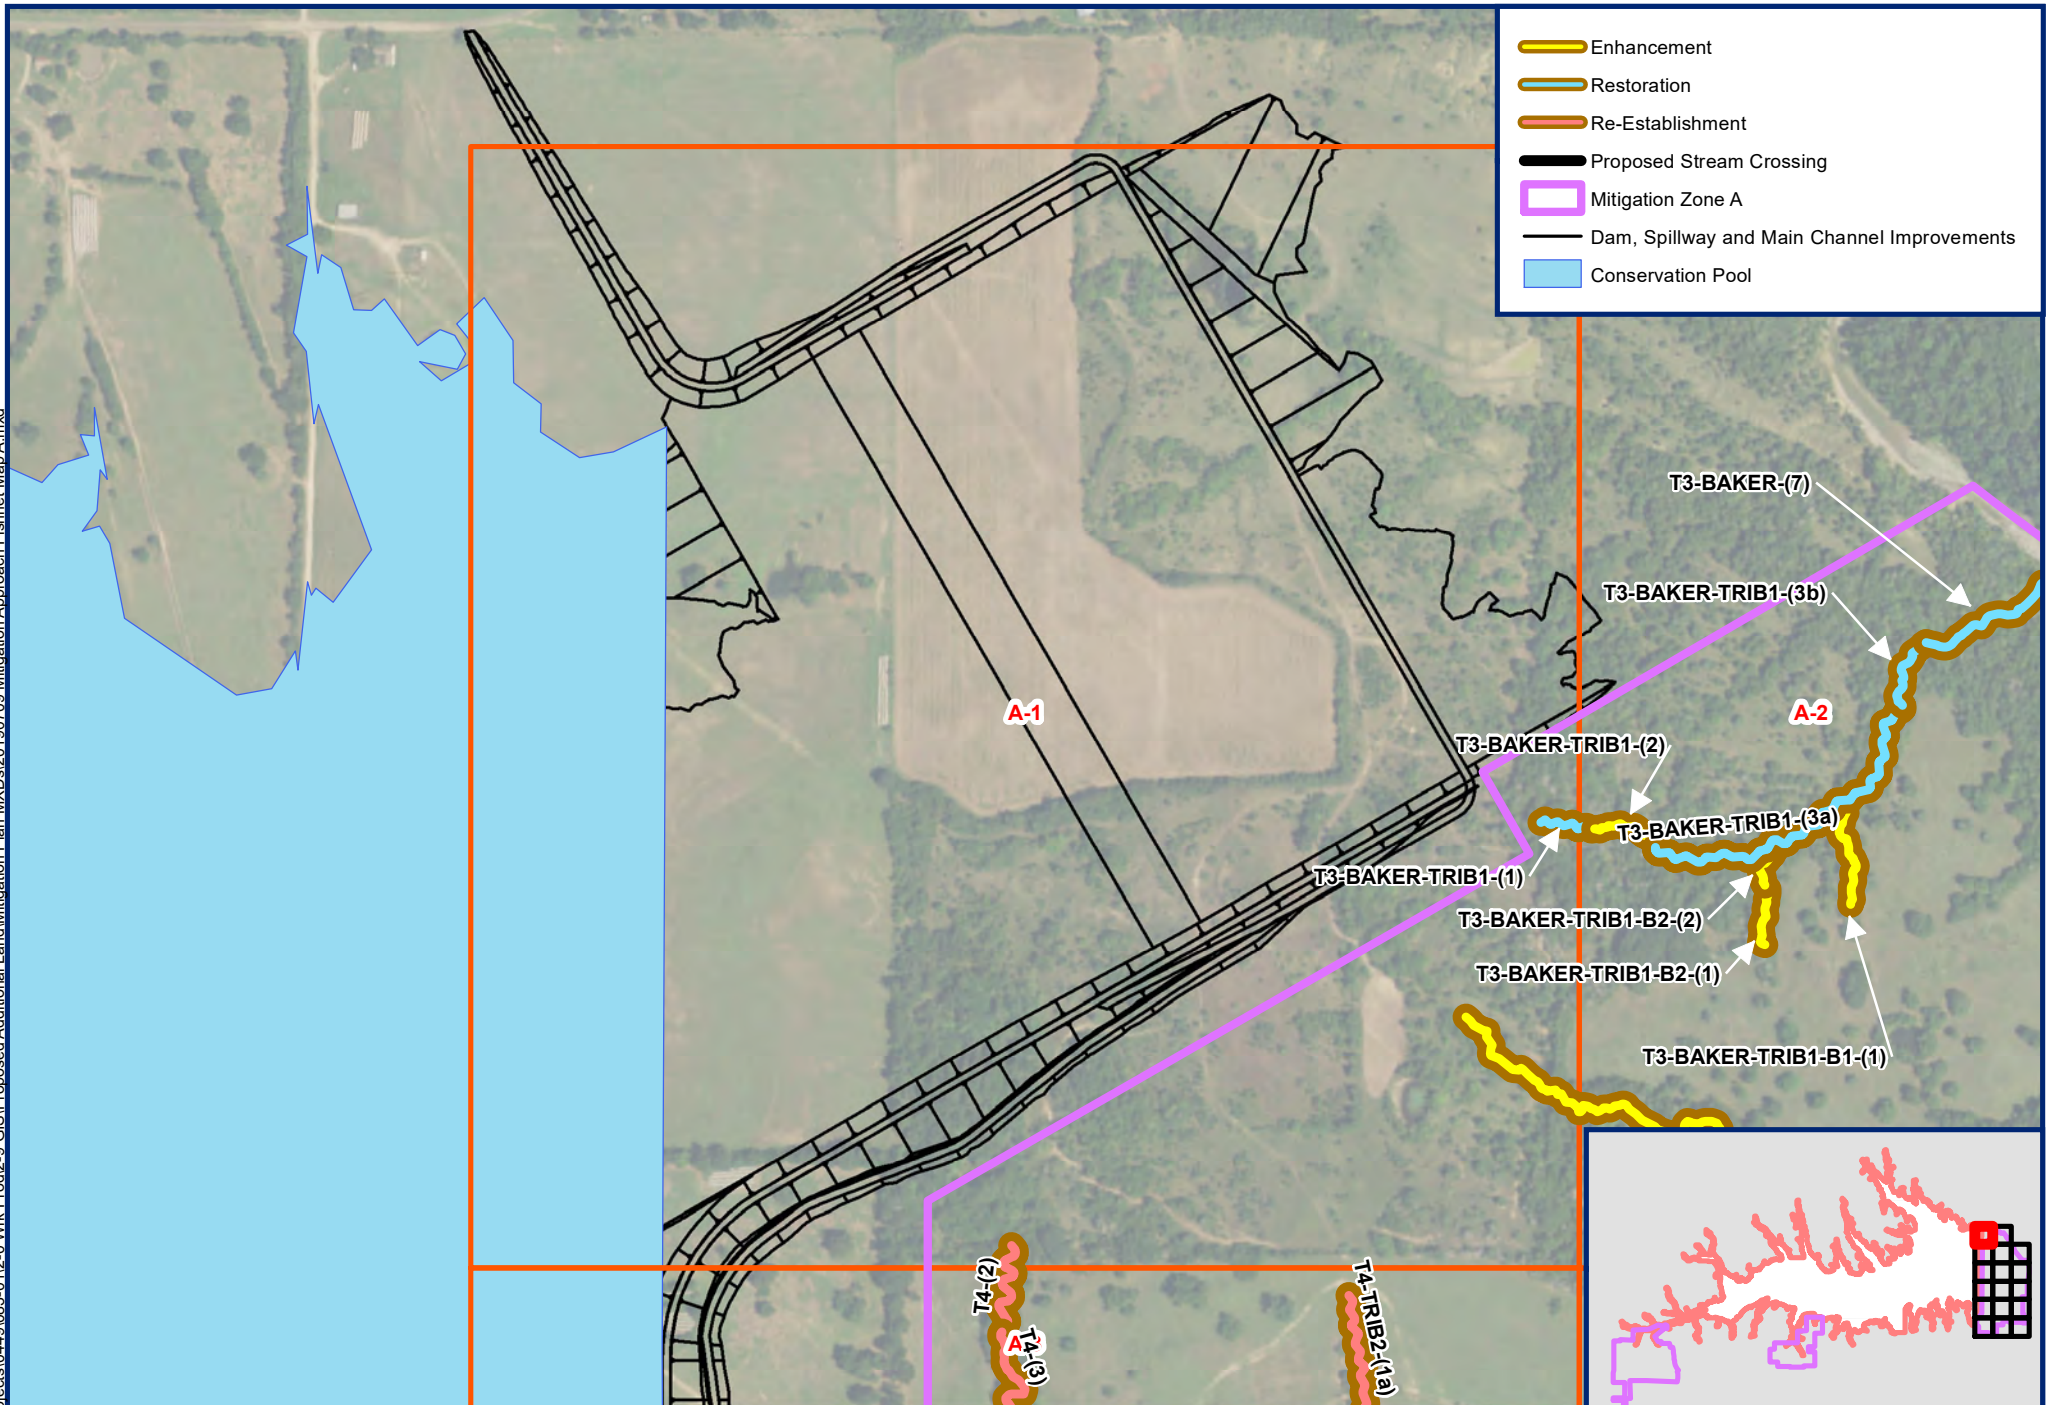 Enhancement
Restoration
Re-Establishment
Proposed Stream Crossing
Mitigation Zone A
Dam, Spillway and Main Channel Improvements
Conservation Pool
T3-BAKER-(7)
T3-BAKER-TRIB1-(3b)
A-1
A-2
T3-BAKER-TRIB1-(2)
T3-BAKER-TRIB1-(3a)
T3-BAKER-TRIB1-(1)
T3-BAKER-TRIB1-B2-(2)
T3-BAKER-TRIB1-B2-(1)
T3-BAKER-TRIB1-B1-(1)
T4-(2)
T4-(3)
T4-TRIB2-(1a)